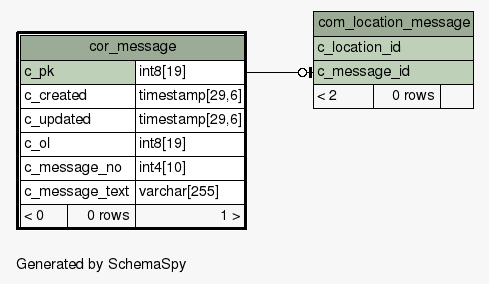 cor_message
c_pk int8[19]
c_created timestamp[29,6]
c_updated timestamp[29,6]
c_ol int8[19]
c_message_no int4[10]
c_message_text varchar[255]
< 0 0 rows 1 >
com_location_message
c_location_id
c_message_id
< 2 0 rows
Generated by SchemaSpy